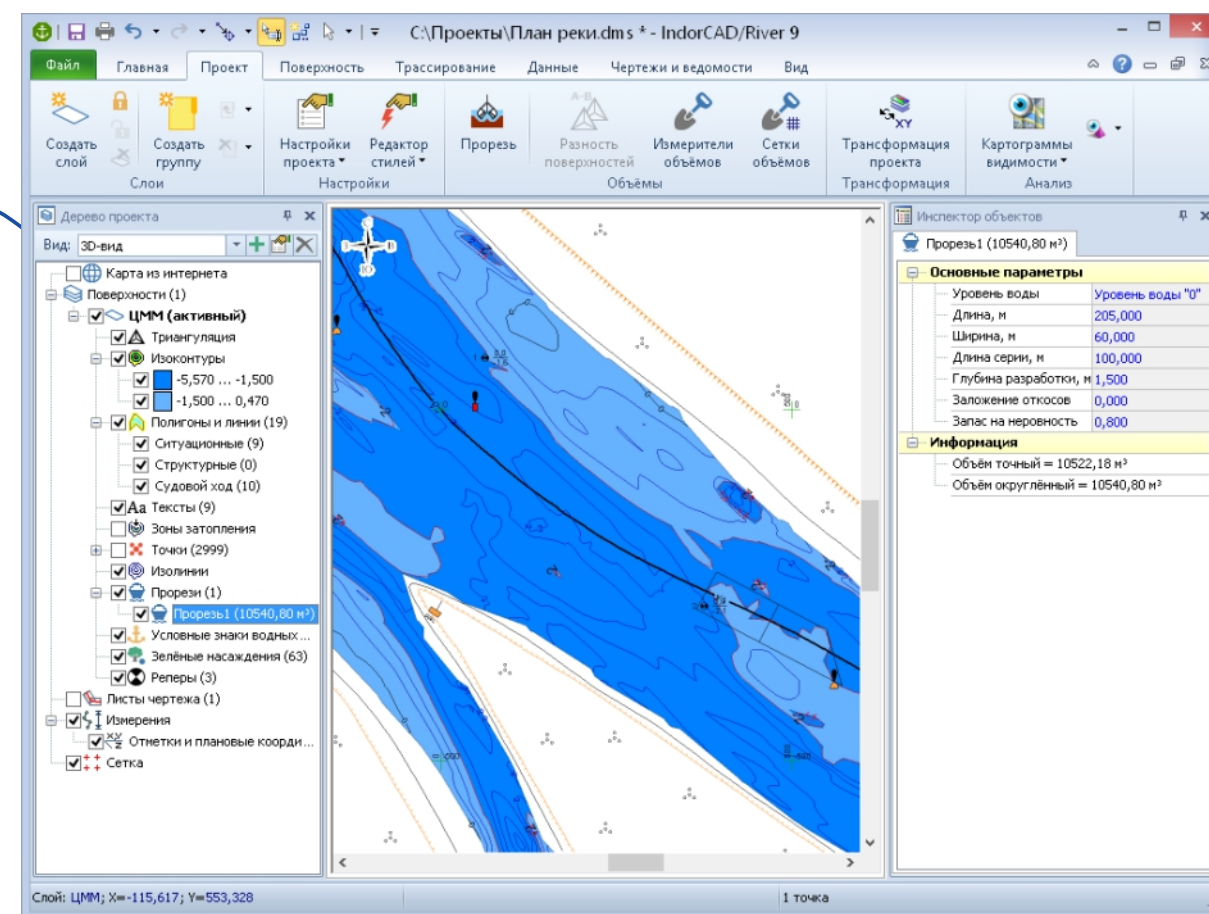 C:\Проекты\План реки.dms * - IndorCAD/River 9
Файл Главная Проект Поверхность Трассирование Данные Чертежи и ведомости Вид
Создать слой
Создать группу
Слои
Настройки проекта
Редактор стилей
Настройки
Прорезь
A-B
Разность поверхностей
Измерители объёмов
Сетки объёмов
Объёмы
XY
Трансформация проекта
Трансформация
Картограммы видимости
Анализ
Дерево проекта
Вид: 3D-вид
Карта из интернета
Поверхности (1)
ЦММ (активный)
Триангуляция
Изоконтуры
-5,570 ... -1,500
-1,500 ... 0,470
Полигоны и линии (19)
Ситуационные (9)
Структурные (0)
Судовой ход (10)
Aa Тексты (9)
Зоны затопления
Точки (2999)
Изолинии
Прорези (1)
Прорезь1 (10540,80 м³)
Условные знаки водных...
Зелёные насаждения (63)
Реперы (3)
Листы чертежа (1)
Измерения
Отметки и плановые коорди...
Сетка
Инспектор объектов
Прорезь1 (10540,80 м³)
Основные параметры
Уровень воды Уровень воды "0"
Длина, м 205,000
Ширина, м 60,000
Длина серии, м 100,000
Глубина разработки, м 1,500
Заложение откосов 0,000
Запас на неровность 0,800
Информация
Объём точный = 10522,18 м³
Объём округлённый = 10540,80 м³
Слой: ЦММ; X=-115,617; Y=553,328
1 точка